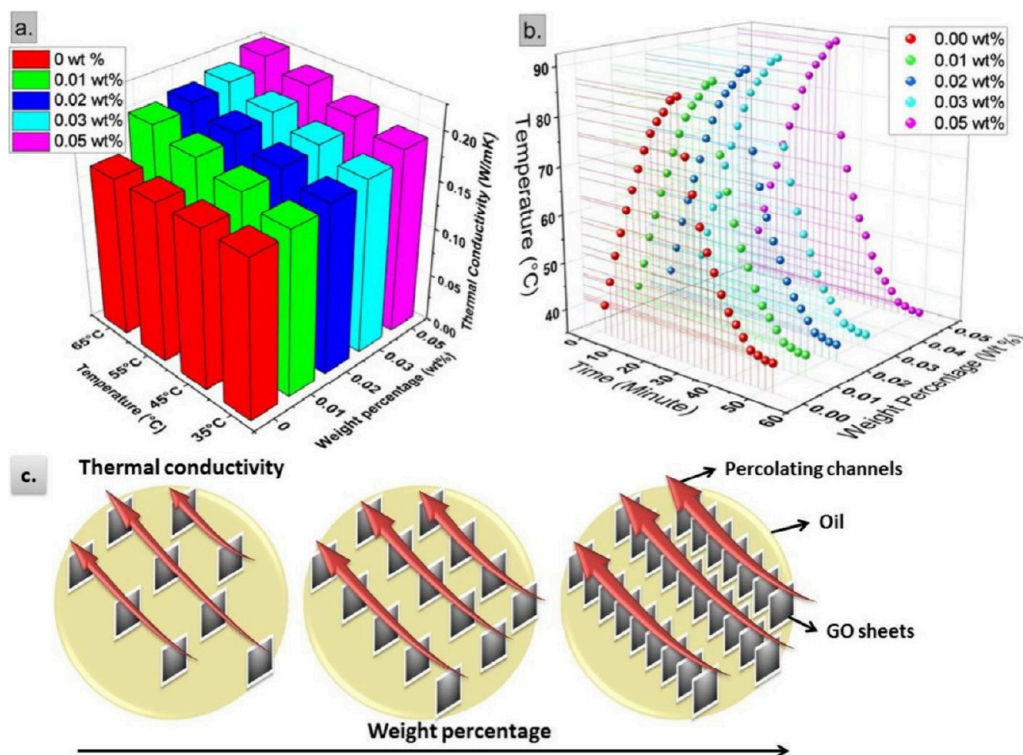 a.
0 wt %
0.01 wt%
0.02 wt%
0.03 wt%
0.05 wt%
0.20
0.15
0.10
0.05
0.00
Thermal Conductivity (W/mK)
65°C
55°C
45°C
35°C
Temperature (°C)
0
0.01
0.02
0.03
0.05
Weight percentage (wt%)
b.
0.00 wt%
0.01 wt%
0.02 wt%
0.03 wt%
0.05 wt%
90
80
70
60
50
40
Temperature (°C)
0
10
20
30
40
50
60
Time (Minute)
0.00
0.01
0.02
0.03
0.04
0.05
Weight Percentage (Wt %)
c.
Thermal conductivity
Percolating channels
Oil
GO sheets
Weight percentage